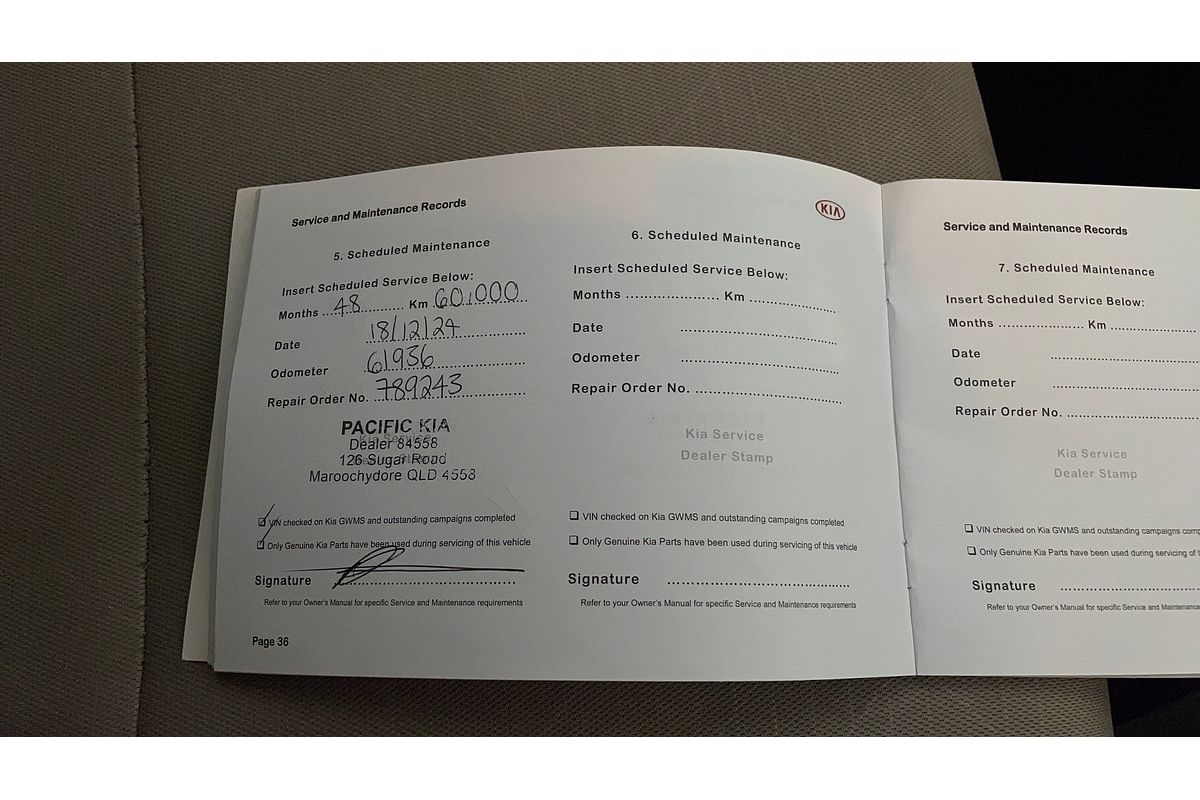 Service and Maintenance Records
5. Scheduled Maintenance
Insert Scheduled Service Below:
Months 48 Km 60,000
Date 18/12/24
Odometer 61936
Repair Order No. 789243
PACIFIC KIA
Kia Service
Dealer 84558
126 Sugar Road
Maroochydore QLD 4558
VIN checked on Kia GWMS and outstanding campaigns completed
Only Genuine Kia Parts have been used during servicing of this vehicle
Signature
Refer to your Owner's Manual for specific Service and Maintenance requirements
Page 36
KIA
6. Scheduled Maintenance
Insert Scheduled Service Below:
Months .................... Km ....................
Date ....................
Odometer ....................
Repair Order No. ....................
Kia Service
Dealer Stamp
VIN checked on Kia GWMS and outstanding campaigns completed
Only Genuine Kia Parts have been used during servicing of this vehicle
Signature ....................
Refer to your Owner's Manual for specific Service and Maintenance requirements
Service and Maintenance Records
7. Scheduled Maintenance
Insert Scheduled Service Below:
Months .................... Km ....................
Date ....................
Odometer ....................
Repair Order No. ....................
Kia Service
Dealer Stamp
VIN checked on Kia GWMS and outstanding
Only Genuine Kia Parts have been used during servicing of
Signature ....................
Refer to your Owner's Manual for specific Service and Maintenance